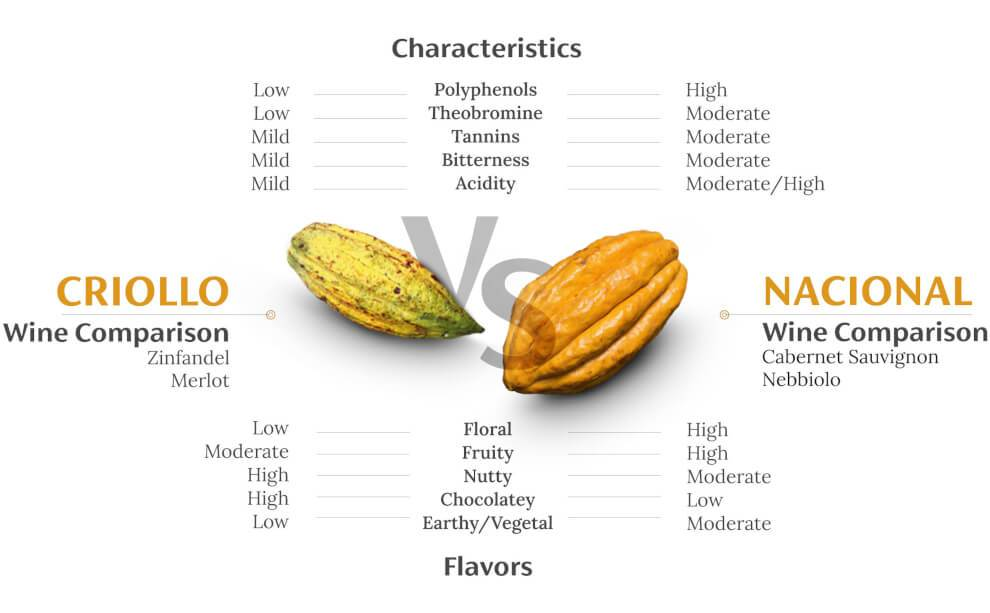 Characteristics
Low Polyphenols High
Low Theobromine Moderate
Mild Tannins Moderate
Mild Bitterness Moderate
Mild Acidity Moderate/High
VS
CRIOLLO
Wine Comparison
Zinfandel
Merlot
NACIONAL
Wine Comparison
Cabernet Sauvignon
Nebbiolo
Low Floral High
Moderate Fruity High
High Nutty Moderate
High Chocolatey Low
Low Earthy/Vegetal Moderate
Flavors